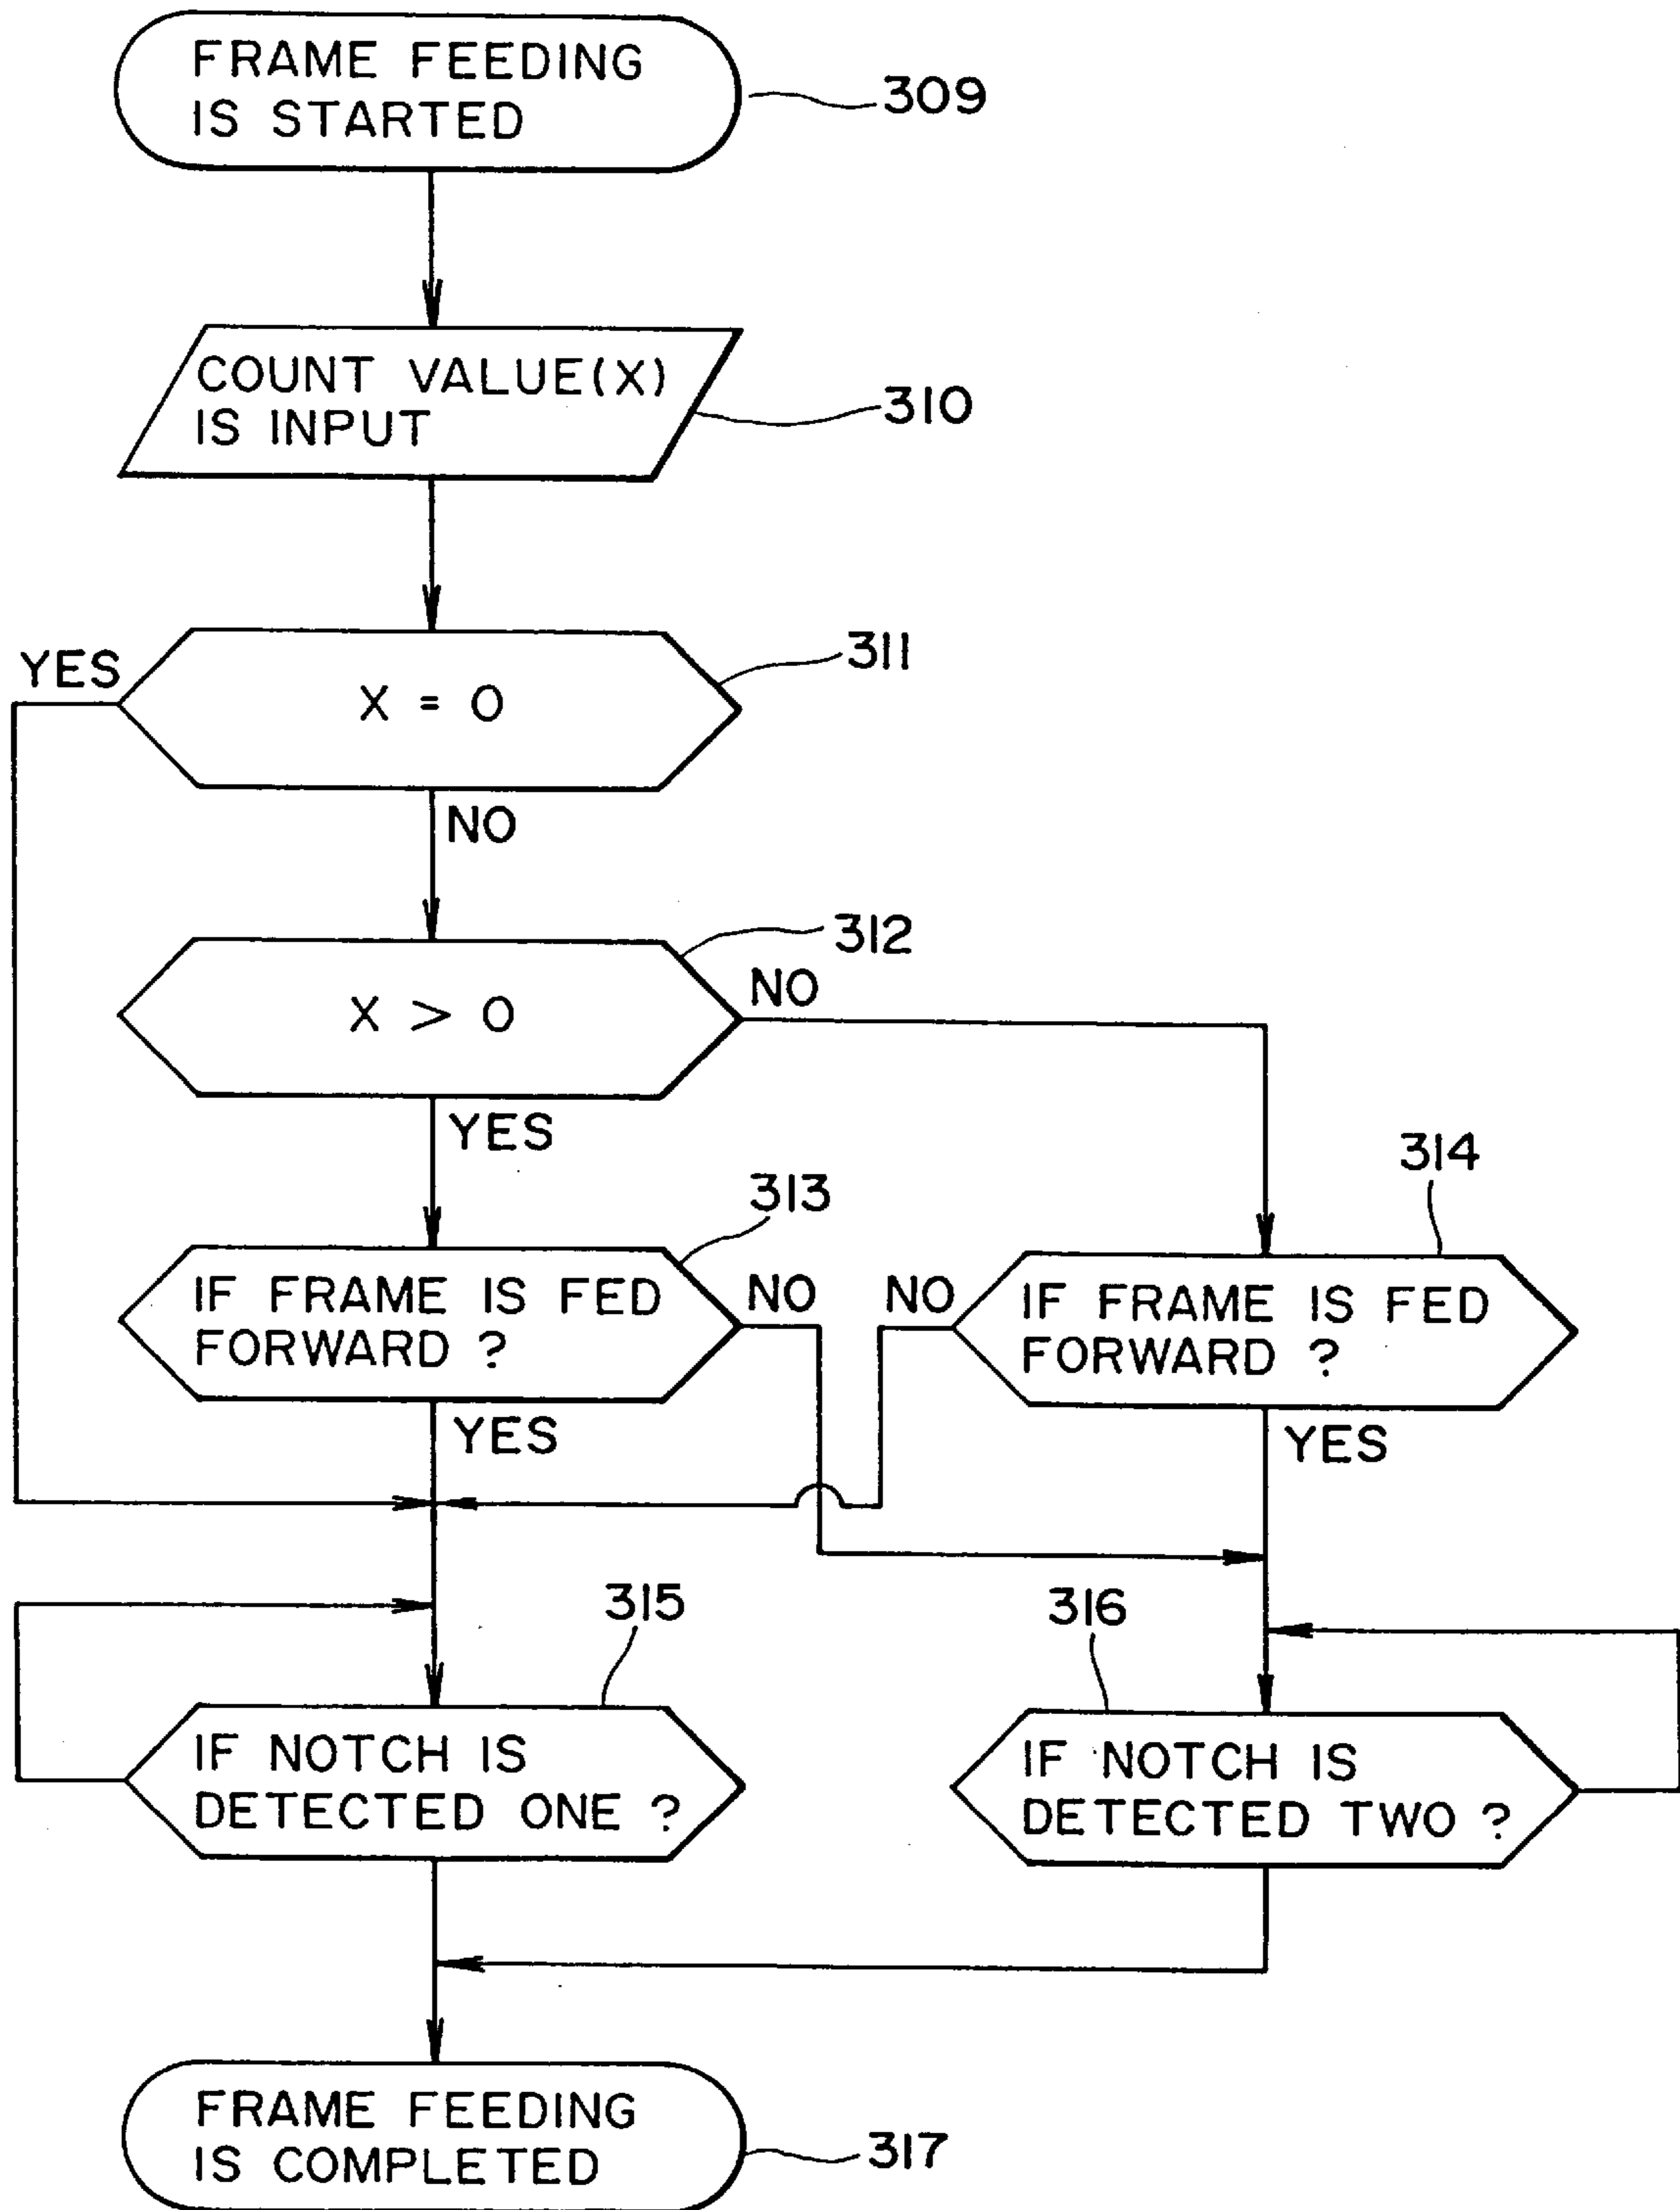 FRAME FEEDING
IS STARTED
309
COUNT VALUE(X)
IS INPUT
310
311
YES
X = 0
NO
312
X > 0
NO
YES
313
314
IF FRAME IS FED
FORWARD ?
NO
NO
IF FRAME IS FED
FORWARD ?
YES
YES
315
316
IF NOTCH IS
DETECTED ONE ?
IF NOTCH IS
DETECTED TWO ?
FRAME FEEDING
IS COMPLETED
317